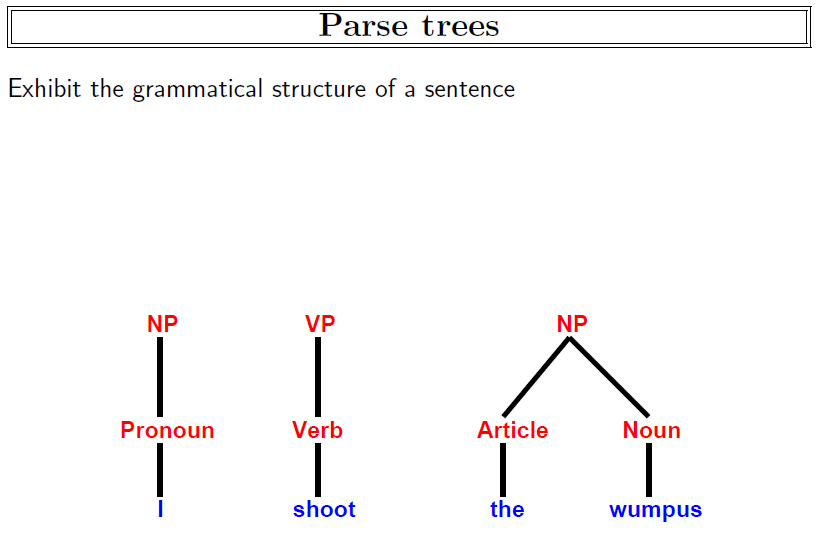 Parse trees
Exhibit the grammatical structure of a sentence
NP VP NP
Pronoun Verb Article Noun
I shoot the wumpus